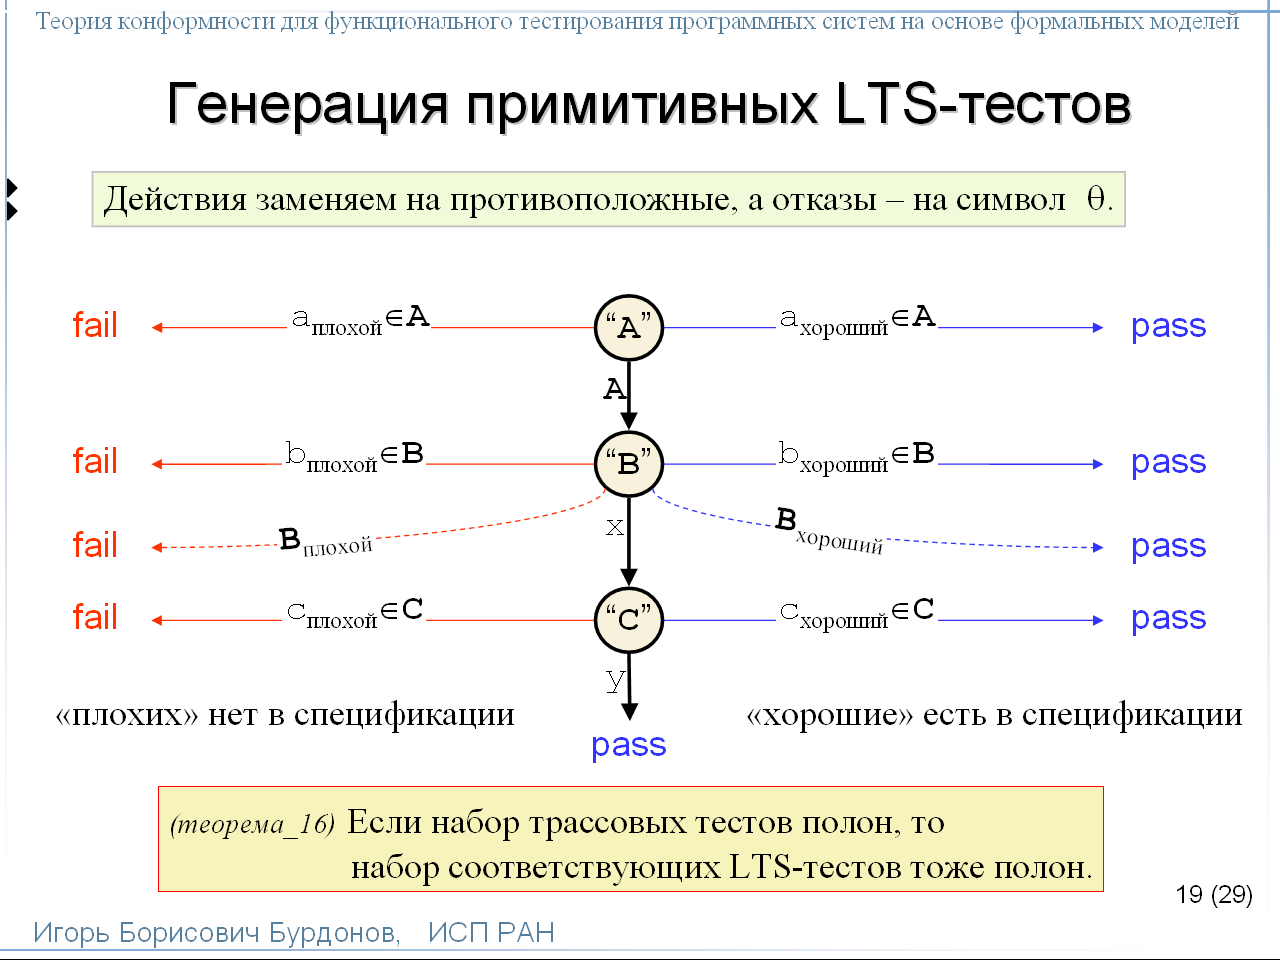 Теория конформности для функционального тестирования программных систем на основе формальных моделей
Генерация примитивных LTS-тестов
Действия заменяем на противоположные, а отказы – на символ θ.
fail aплохой∈A “A” aхороший∈A pass
A
fail bплохой∈B “B” bхороший∈B pass
x
fail Bплохой Bхороший pass
fail cплохой∈C “C” cхороший∈C pass
y
«плохих» нет в спецификации «хорошие» есть в спецификации
pass
(теорема_16) Если набор трассовых тестов полон, то
набор соответствующих LTS-тестов тоже полон.
19 (29)
Игорь Борисович Бурдонов, ИСП РАН